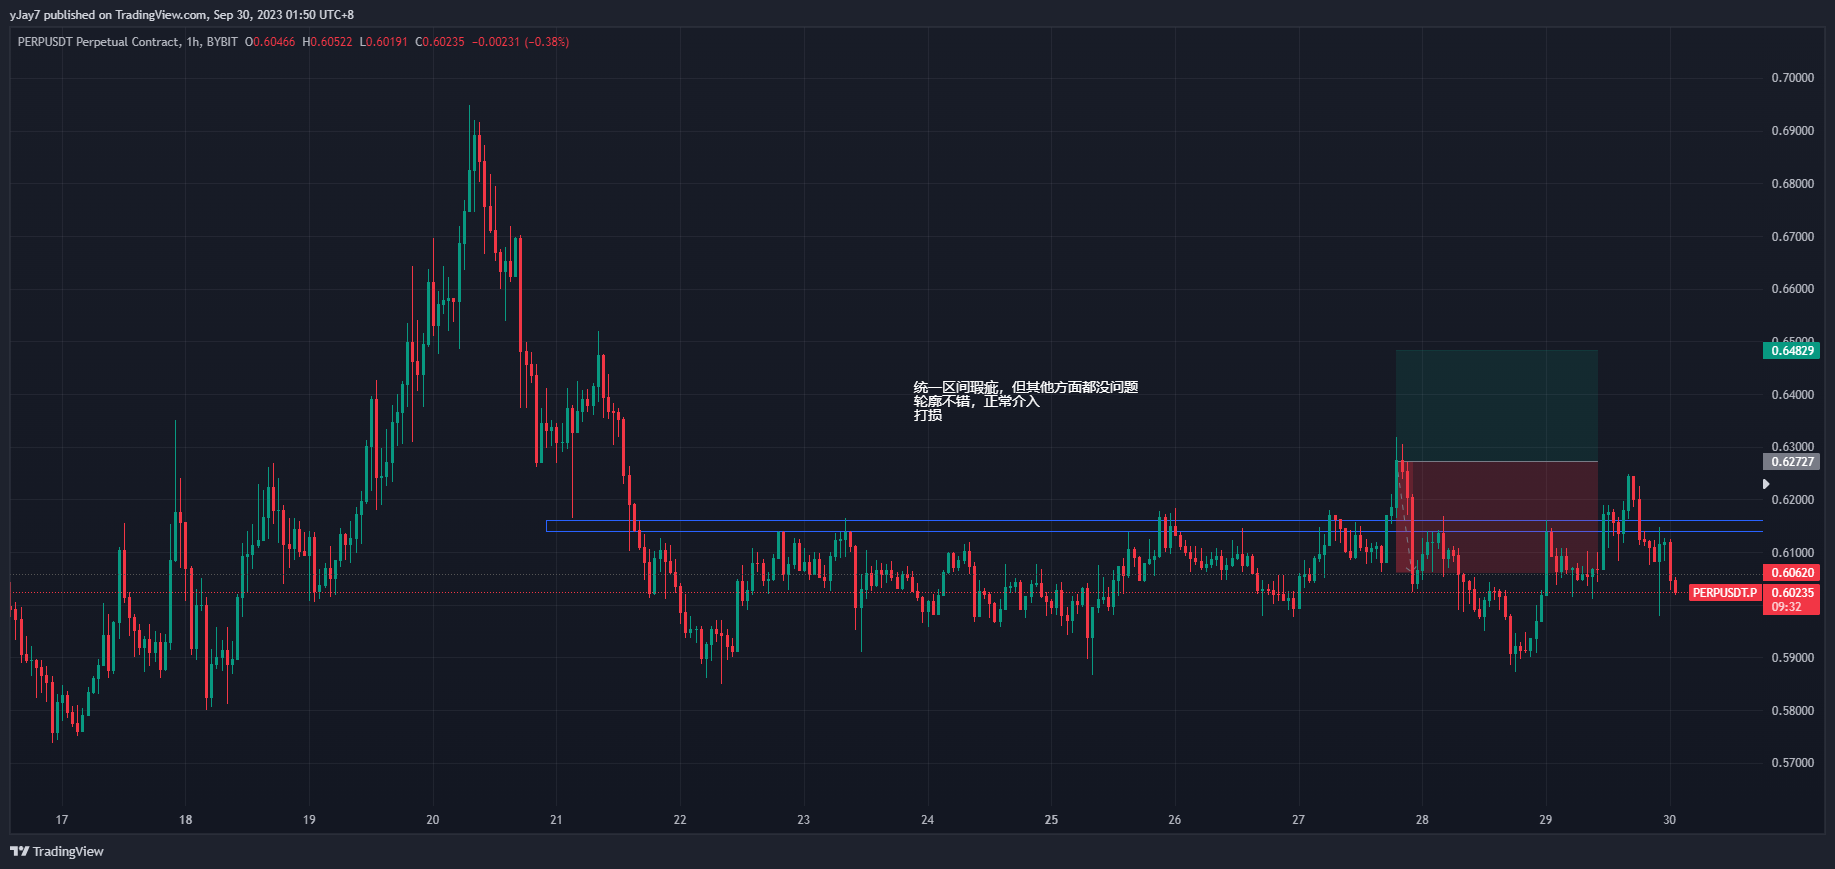 yJay7 published on TradingView.com, Sep 30, 2023 01:50 UTC+8
PERPUSDT Perpetual Contract, 1h, BYBIT O0.60466 H0.60522 L0.60191 C0.60235 −0.00231 (−0.38%)
0.70000
0.69000
0.68000
0.67000
0.66000
0.65000
0.64829
统一区间瑕疵，但其他方面都没问题
轮廓不错，正常介入
打损
0.64000
0.63000
0.62727
0.62000
0.61000
0.60620
PERPUSDT.P 0.60235
09:32
0.59000
0.58000
0.57000
17 18 19 20 21 22 23 24 25 26 27 28 29 30
TradingView